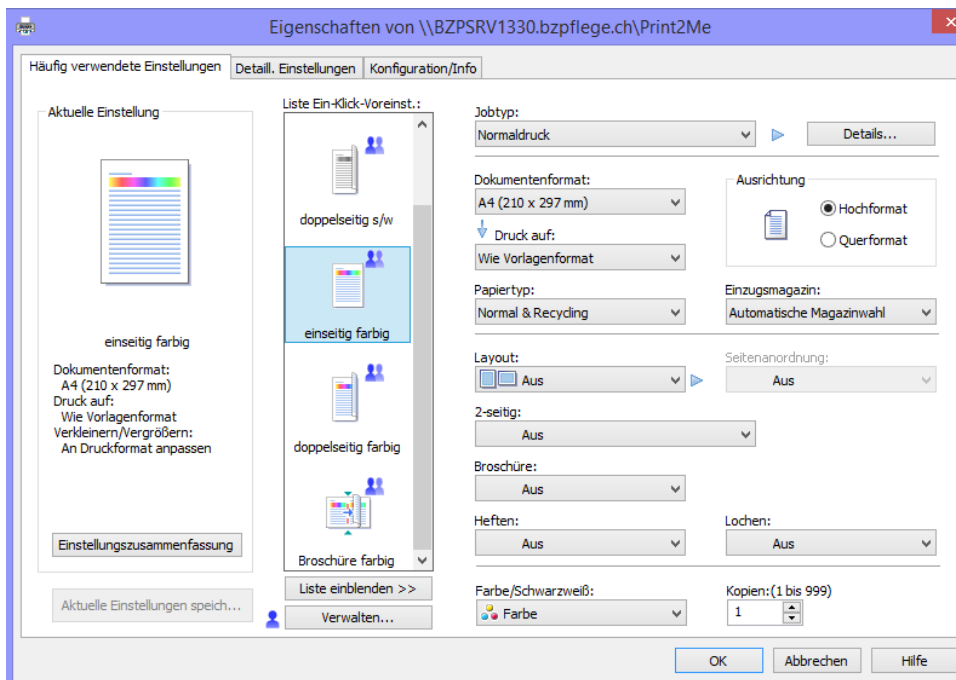 Eigenschaften von \\BZPSRV1330.bzpflege.ch\Print2Me
Häufig verwendete Einstellungen
Detaill. Einstellungen
Konfiguration/Info
Aktuelle Einstellung
einseitig farbig
Dokumentenformat:
A4 (210 x 297 mm)
Druck auf:
Wie Vorlagenformat
Verkleinern/Vergrößern:
An Druckformat anpassen
Einstellungszusammenfassung
Aktuelle Einstellungen speich...
Liste Ein-Klick-Voreinst.:
doppelseitig s/w
einseitig farbig
doppelseitig farbig
Broschüre farbig
Liste einblenden >>
Verwalten...
Jobtyp:
Normaldruck
Details...
Dokumentenformat:
A4 (210 x 297 mm)
Druck auf:
Wie Vorlagenformat
Ausrichtung
Hochformat
Querformat
Papiertyp:
Normal & Recycling
Einzugsmagazin:
Automatische Magazinwahl
Layout:
Aus
Seitenanordnung:
Aus
2-seitig:
Aus
Broschüre:
Aus
Heften:
Aus
Lochen:
Aus
Farbe/Schwarzweiß:
Farbe
Kopien:(1 bis 999)
1
OK
Abbrechen
Hilfe